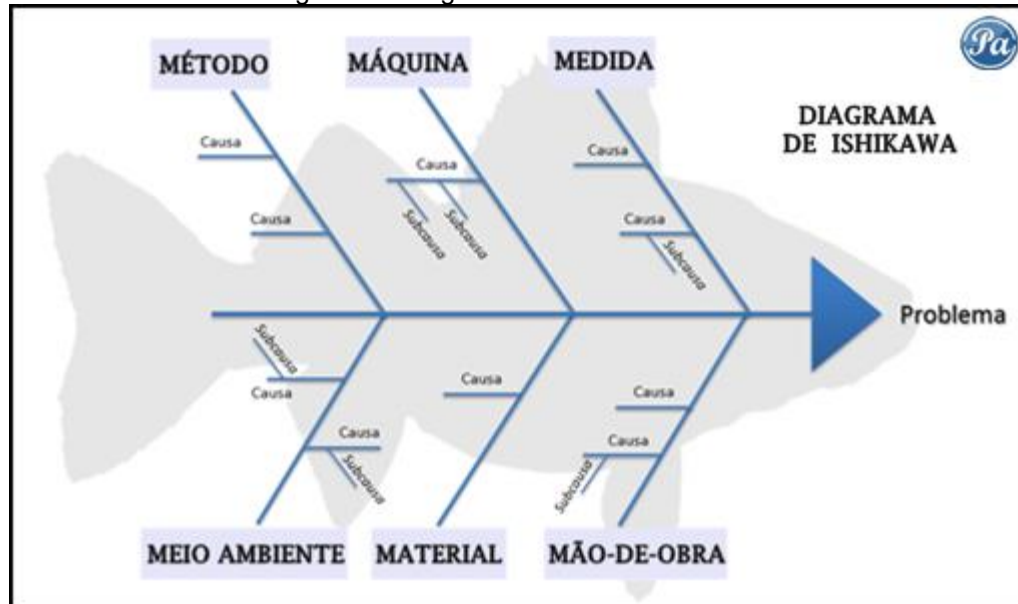 MÉTODO
MÁQUINA
MEDIDA
Pa
DIAGRAMA
DE ISHIKAWA
Causa
Causa
Causa
Subcausa
Subcausa
Causa
Causa
Subcausa
Problema
Subcausa
Causa
Causa
Subcausa
Causa
Causa
Causa
Subcausa
MEIO AMBIENTE
MATERIAL
MÃO-DE-OBRA